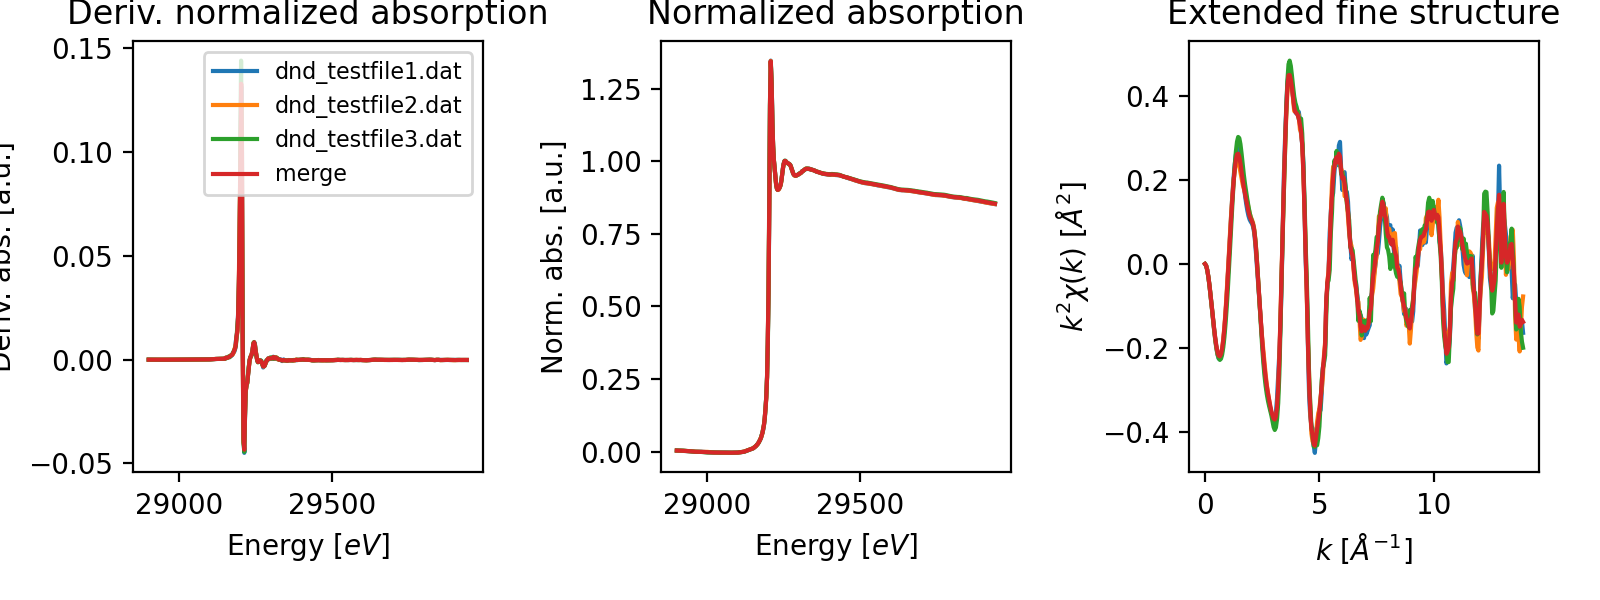 Deriv. normalized absorption
Deriv. abs. [a.u.]
0.15
0.10
0.05
0.00
−0.05
dnd_testfile1.dat
dnd_testfile2.dat
dnd_testfile3.dat
merge
29000
29500
Energy [eV]
Normalized absorption
Norm. abs. [a.u.]
1.25
1.00
0.75
0.50
0.25
0.00
29000
29500
Energy [eV]
Extended fine structure
k²χ(k) [Å²]
0.4
0.2
0.0
−0.2
−0.4
0
5
10
k [Å⁻¹]